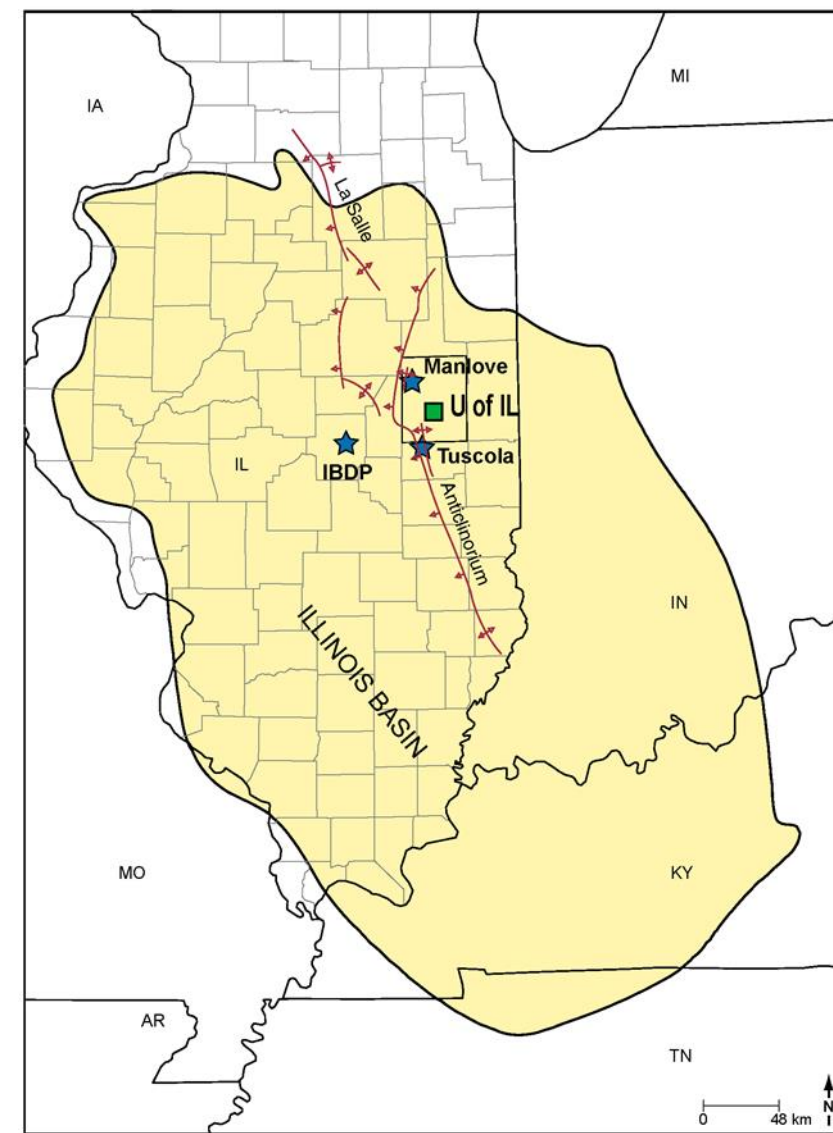 MI
IA
La Salle
Manlove
U of IL
IL
IBDP
Tuscola
Anticlinorium
IN
ILLINOIS BASIN
MO
KY
AR
TN
N
0 48 km